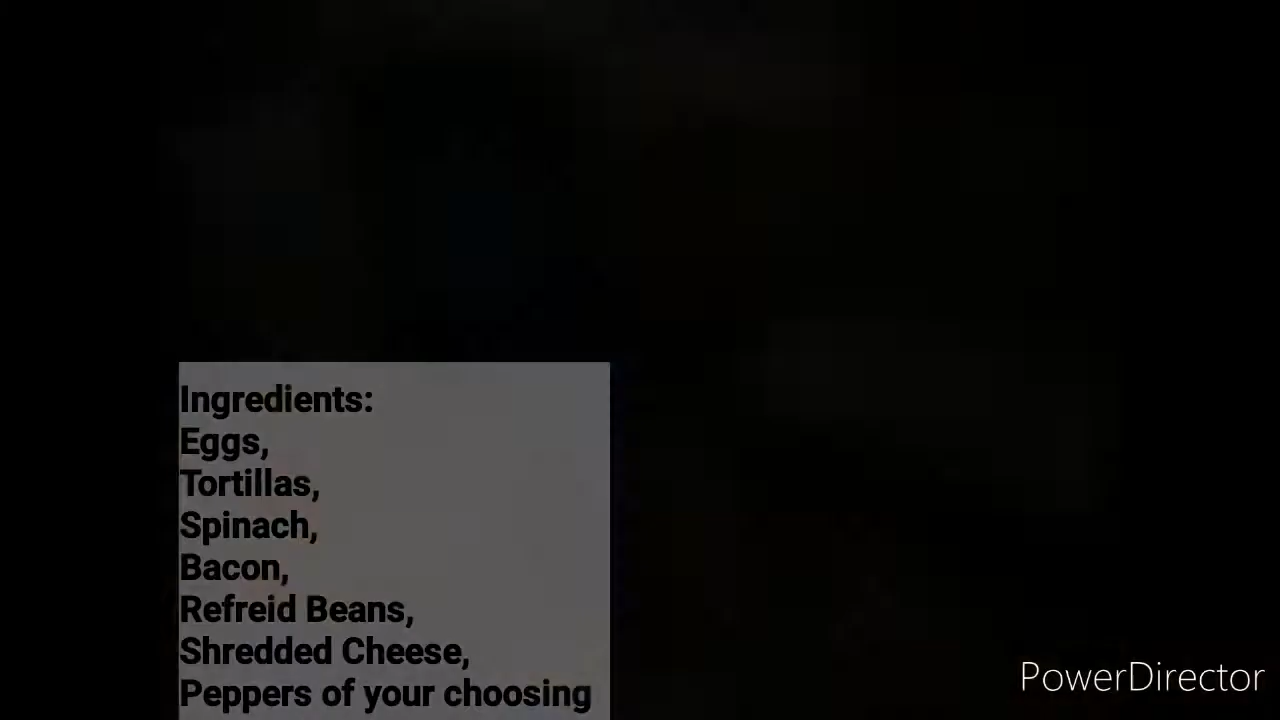 Ingredients:
Eggs,
Tortillas,
Spinach,
Bacon,
Refreid Beans,
Shredded Cheese,
Peppers of your choosing
PowerDirector